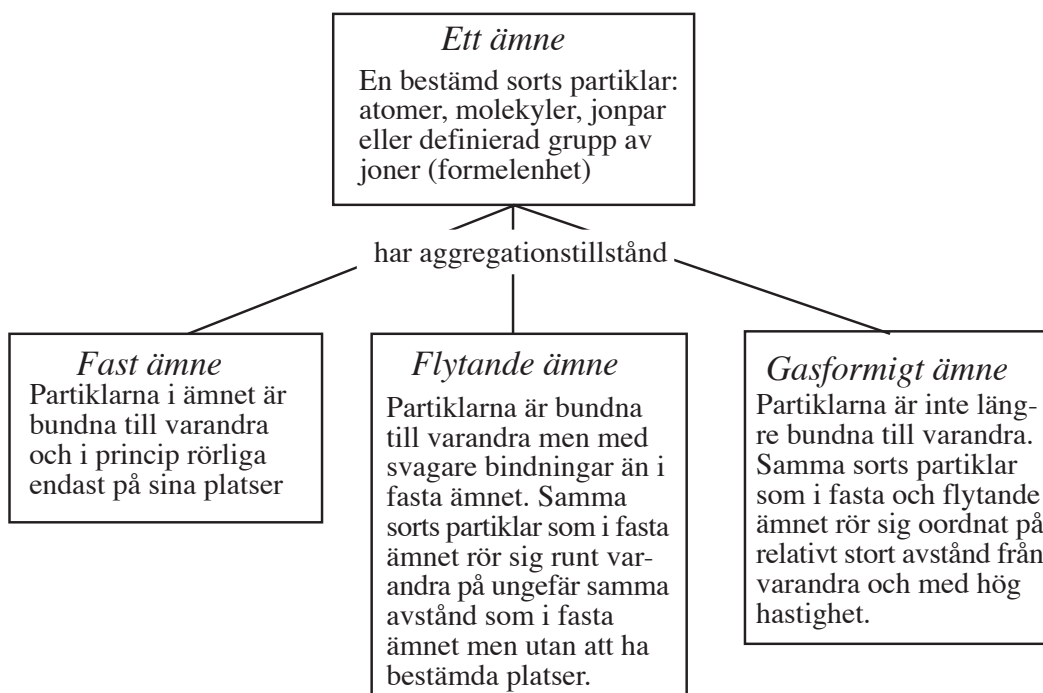 Ett ämne
En bestämd sorts partiklar:
atomer, molekyler, jonpar
eller definierad grupp av
joner (formelenhet)
har aggregationstillstånd
Fast ämne
Partiklarna i ämnet är
bundna till varandra
och i princip rörliga
endast på sina platser
Flytande ämne
Partiklarna är bundna
till varandra men med
svagare bindningar än i
fasta ämnet. Samma
sorts partiklar som i fasta
ämnet rör sig runt var-
andra på ungefär samma
avstånd som i fasta
ämnet men utan att ha
bestämda platser.
Gasformigt ämne
Partiklarna är inte läng-
re bundna till varandra.
Samma sorts partiklar
som i fasta och flytande
ämnet rör sig oordnat på
relativt stort avstånd från
varandra och med hög
hastighet.